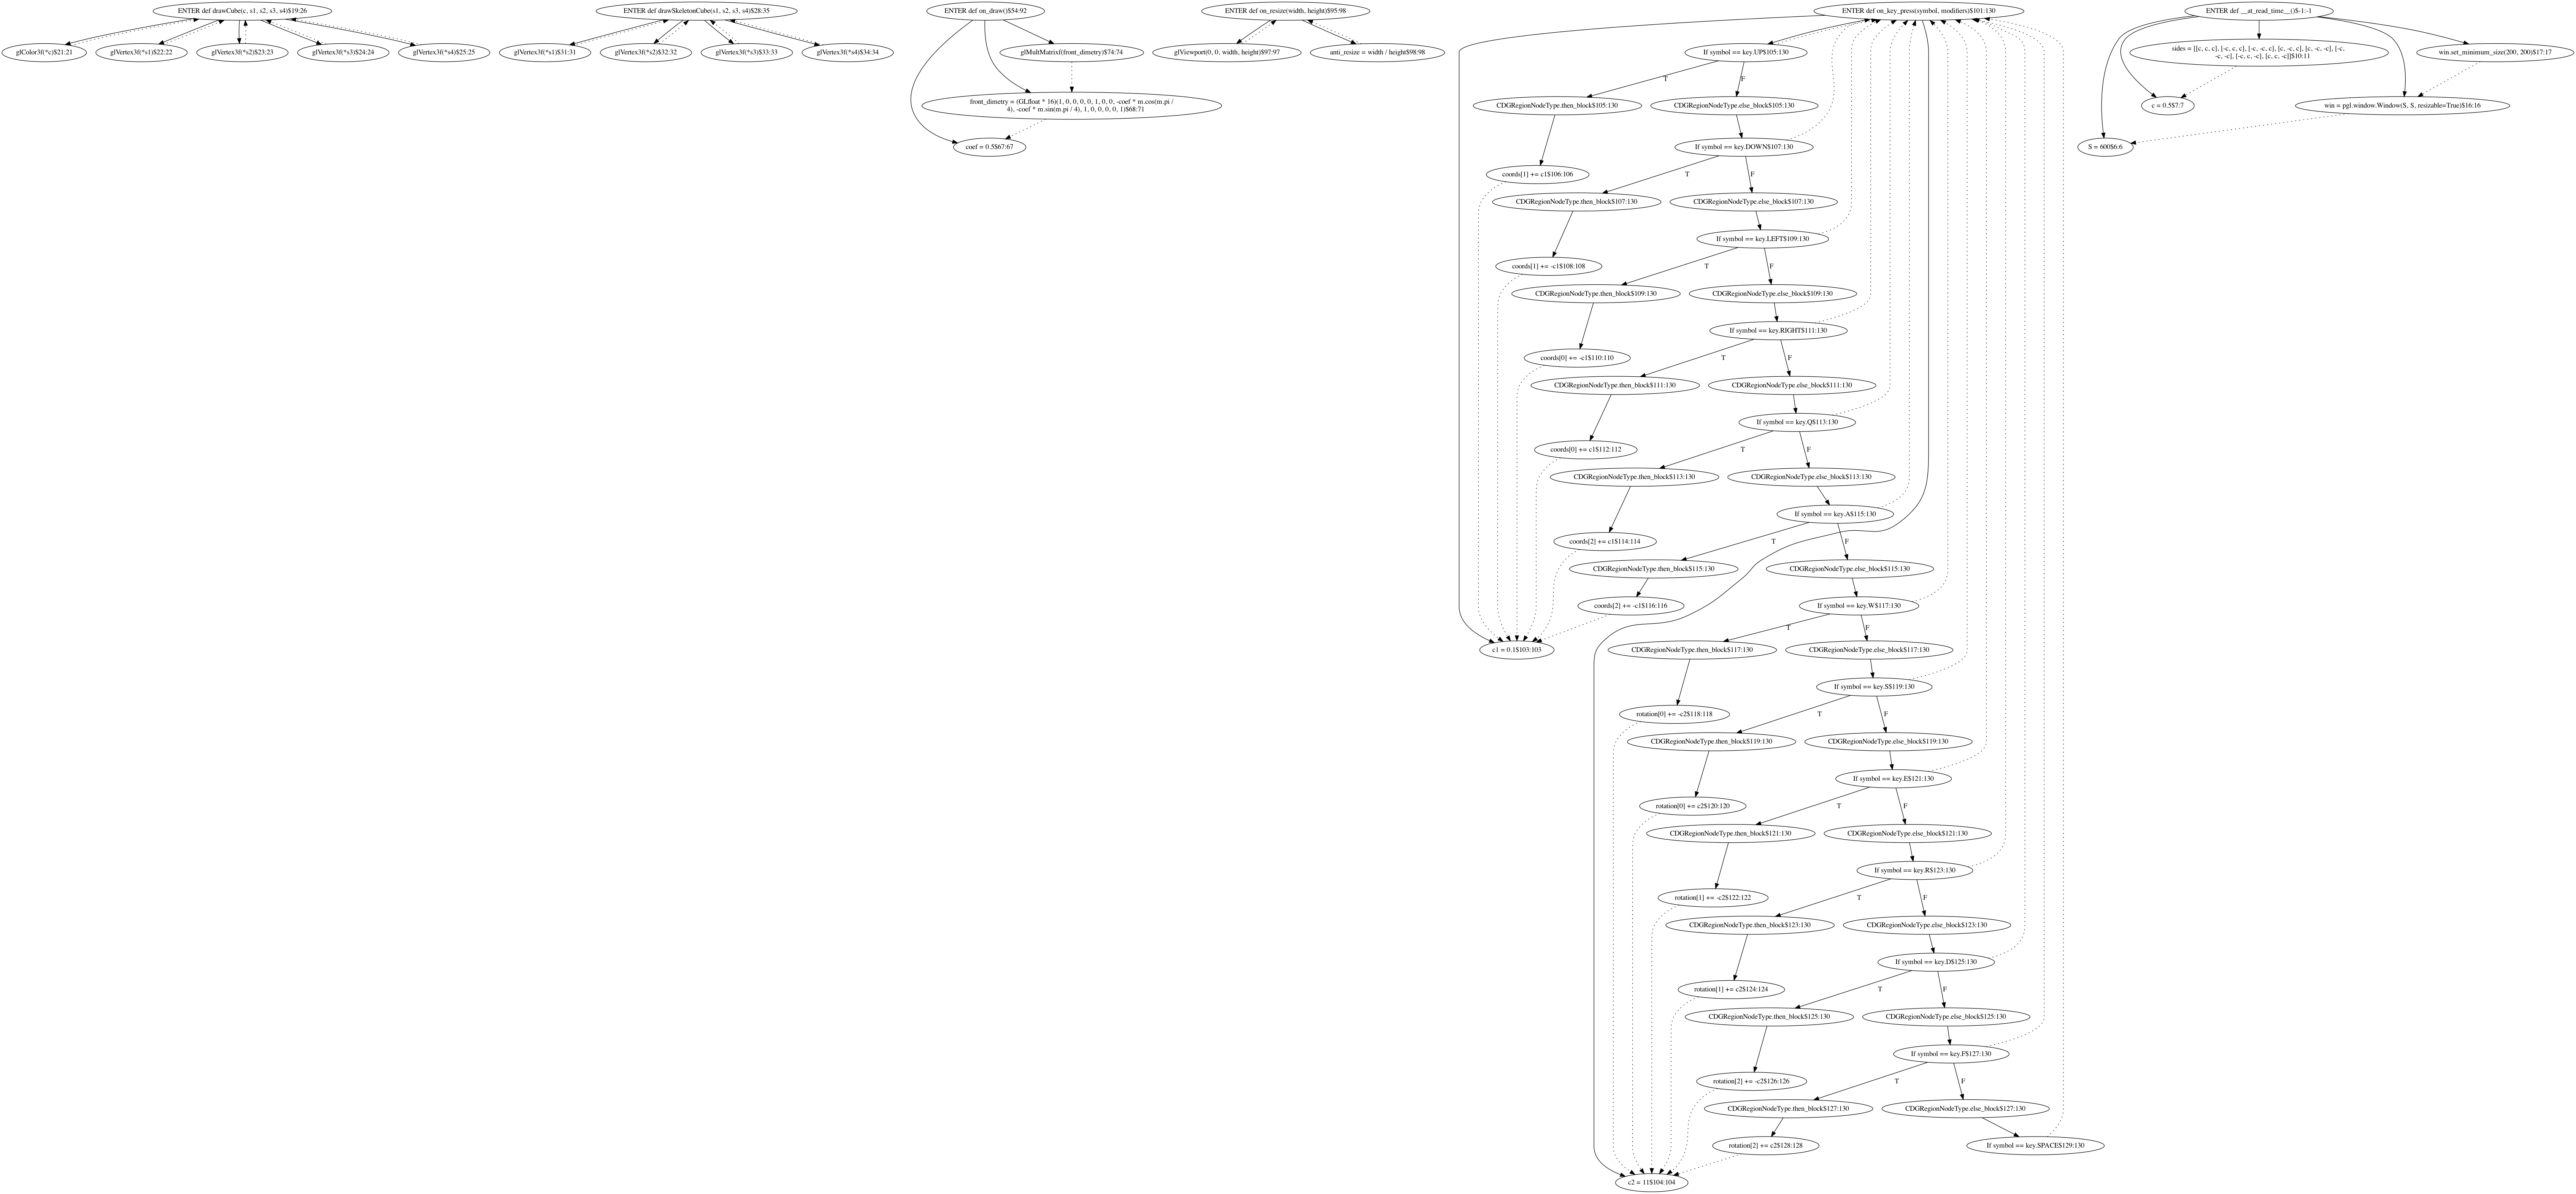 ENTER def drawCube(c, s1, s2, s3, s4)$19:26
glColor3f(*c)$21:21
glVertex3f(*s1)$22:22
glVertex3f(*s2)$23:23
glVertex3f(*s3)$24:24
glVertex3f(*s4)$25:25
ENTER def drawSkeletonCube(s1, s2, s3, s4)$28:35
glVertex3f(*s1)$31:31
glVertex3f(*s2)$32:32
glVertex3f(*s3)$33:33
glVertex3f(*s4)$34:34
ENTER def on_draw()$54:92
glMultMatrixf(front_dimetry)$74:74
front_dimetry = (GLfloat * 16)(1, 0, 0, 0, 0, 1, 0, 0, -coef * m.cos(m.pi /
4), -coef * m.sin(m.pi / 4), 1, 0, 0, 0, 0, 1)$68:71
coef = 0.5$67:67
ENTER def on_resize(width, height)$95:98
glViewport(0, 0, width, height)$97:97
anti_resize = width / height$98:98
ENTER def on_key_press(symbol, modifiers)$101:130
If symbol == key.UP$105:130
T
F
CDGRegionNodeType.then_block$105:130
CDGRegionNodeType.else_block$105:130
If symbol == key.DOWN$107:130
coords[1] += c1$106:106
T
F
CDGRegionNodeType.then_block$107:130
CDGRegionNodeType.else_block$107:130
If symbol == key.LEFT$109:130
coords[1] += -c1$108:108
T
F
CDGRegionNodeType.then_block$109:130
CDGRegionNodeType.else_block$109:130
If symbol == key.RIGHT$111:130
coords[0] += -c1$110:110
T
F
CDGRegionNodeType.then_block$111:130
CDGRegionNodeType.else_block$111:130
If symbol == key.Q$113:130
coords[0] += c1$112:112
T
F
CDGRegionNodeType.then_block$113:130
CDGRegionNodeType.else_block$113:130
If symbol == key.A$115:130
coords[2] += c1$114:114
T
F
CDGRegionNodeType.then_block$115:130
CDGRegionNodeType.else_block$115:130
coords[2] += -c1$116:116
If symbol == key.W$117:130
T
F
c1 = 0.1$103:103
CDGRegionNodeType.then_block$117:130
CDGRegionNodeType.else_block$117:130
If symbol == key.S$119:130
rotation[0] += -c2$118:118
T
F
CDGRegionNodeType.then_block$119:130
CDGRegionNodeType.else_block$119:130
If symbol == key.E$121:130
rotation[0] += c2$120:120
T
F
CDGRegionNodeType.then_block$121:130
CDGRegionNodeType.else_block$121:130
If symbol == key.R$123:130
rotation[1] += -c2$122:122
T
F
CDGRegionNodeType.then_block$123:130
CDGRegionNodeType.else_block$123:130
If symbol == key.D$125:130
rotation[1] += c2$124:124
T
F
CDGRegionNodeType.then_block$125:130
CDGRegionNodeType.else_block$125:130
If symbol == key.F$127:130
rotation[2] += -c2$126:126
T
F
CDGRegionNodeType.then_block$127:130
CDGRegionNodeType.else_block$127:130
rotation[2] += c2$128:128
If symbol == key.SPACE$129:130
c2 = 11$104:104
ENTER def __at_read_time__()$-1:-1
sides = [[c, c, c], [-c, c, c], [-c, -c, c], [c, -c, c], [c, -c, -c], [-c,
-c, -c], [-c, c, -c], [c, c, -c]]$10:11
win.set_minimum_size(200, 200)$17:17
c = 0.5$7:7
win = pgl.window.Window(S, S, resizable=True)$16:16
S = 600$6:6